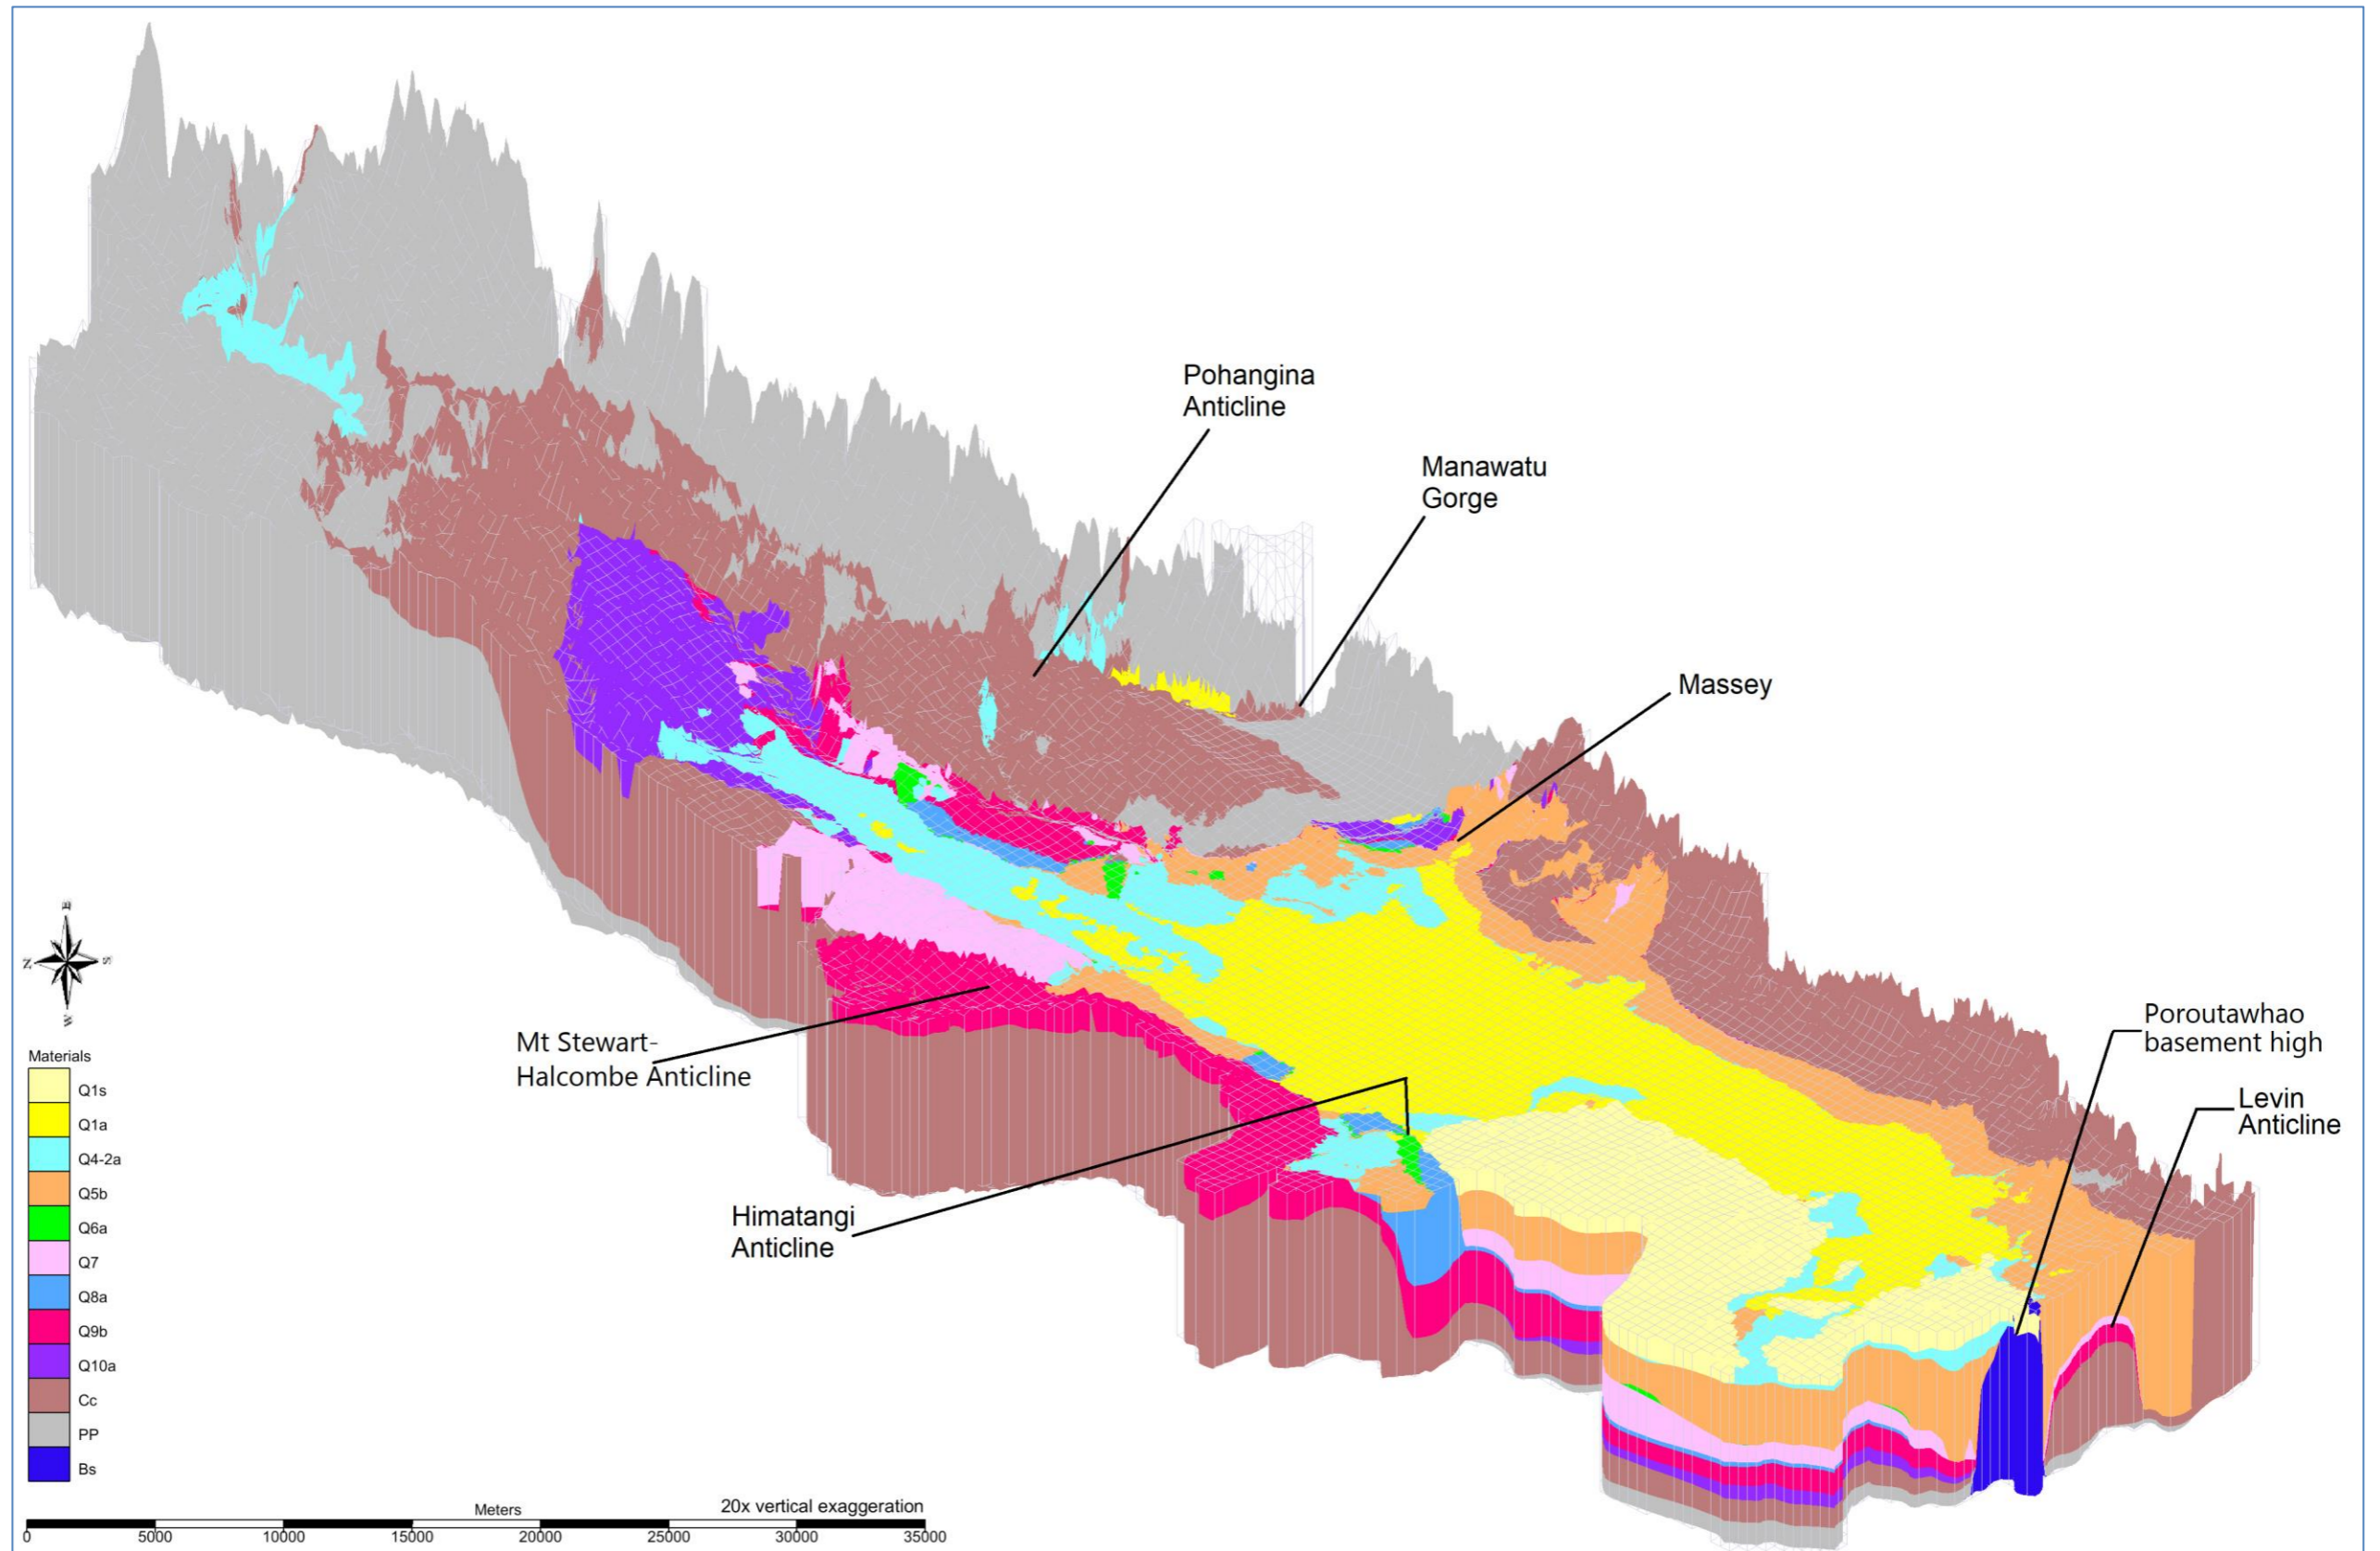 Pohangina
Anticline
Manawatu
Gorge
Massey
Poroutawhao
basement high
Levin
Anticline
Mt Stewart-
Halcombe Anticline
Himatangi
Anticline
E
N
S
W
Materials
Q1s
Q1a
Q4-2a
Q5b
Q6a
Q7
Q8a
Q9b
Q10a
Cc
PP
Bs
Meters
20x vertical exaggeration
0 5000 10000 15000 20000 25000 30000 35000